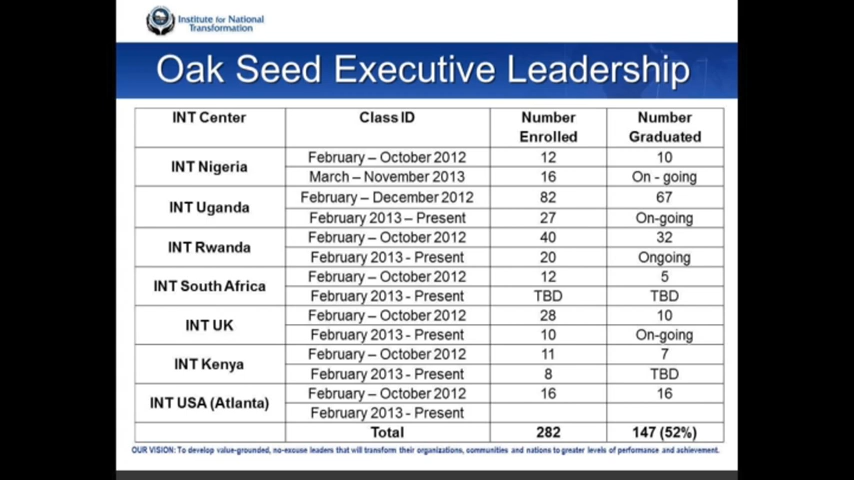 Institute for National
Transformation
Oak Seed Executive Leadership
INT Center Class ID Number Enrolled Number Graduated
INT Nigeria February – October 2012 12 10
March – November 2013 16 On - going
INT Uganda February – December 2012 82 67
February 2013 – Present 27 On-going
INT Rwanda February – October 2012 40 32
February 2013 - Present 20 Ongoing
INT South Africa February – October 2012 12 5
February 2013 - Present TBD TBD
INT UK February – October 2012 28 10
February 2013 - Present 10 On-going
INT Kenya February – October 2012 11 7
February 2013 - Present 8 TBD
INT USA (Atlanta) February – October 2012 16 16
February 2013 - Present
Total 282 147 (52%)
OUR VISION: To develop value-grounded, no-excuse leaders that will transform their organizations, communities and nations to greater levels of performance and achievement.